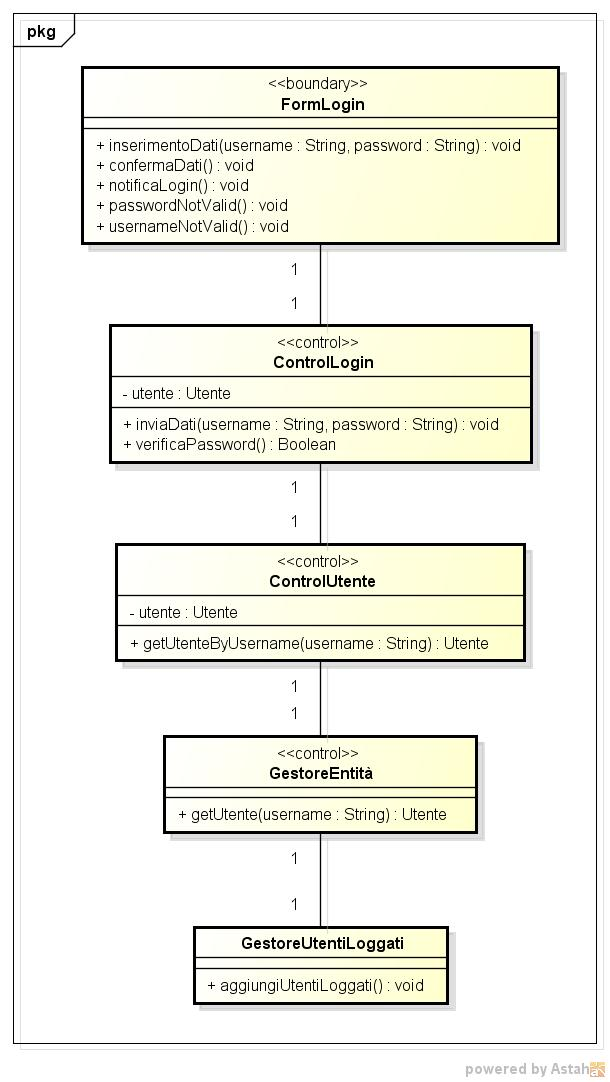 pkg
<<boundary>>
FormLogin
+ inserimentoDati(username : String, password : String) : void
+ confermaDati() : void
+ notificaLogin() : void
+ passwordNotValid() : void
+ usernameNotValid() : void
1
1
<<control>>
ControlLogin
- utente : Utente
+ inviaDati(username : String, password : String) : void
+ verificaPassword() : Boolean
1
1
<<control>>
ControlUtente
- utente : Utente
+ getUtenteByUsername(username : String) : Utente
1
1
<<control>>
GestoreEntità
+ getUtente(username : String) : Utente
1
1
GestoreUtentiLoggati
+ aggiungiUtentiLoggati() : void
powered by Astah